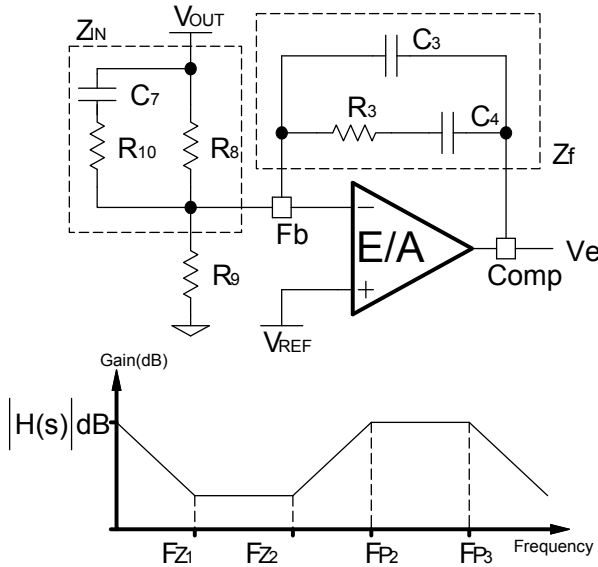 ZIN
VOUT
C3
C7
R3
C4
R10
R8
Zf
Fb
E/A
Ve
R9
Comp
VREF
Gain(dB)
|H(s)|dB
FZ1
FZ2
FP2
FP3
Frequency